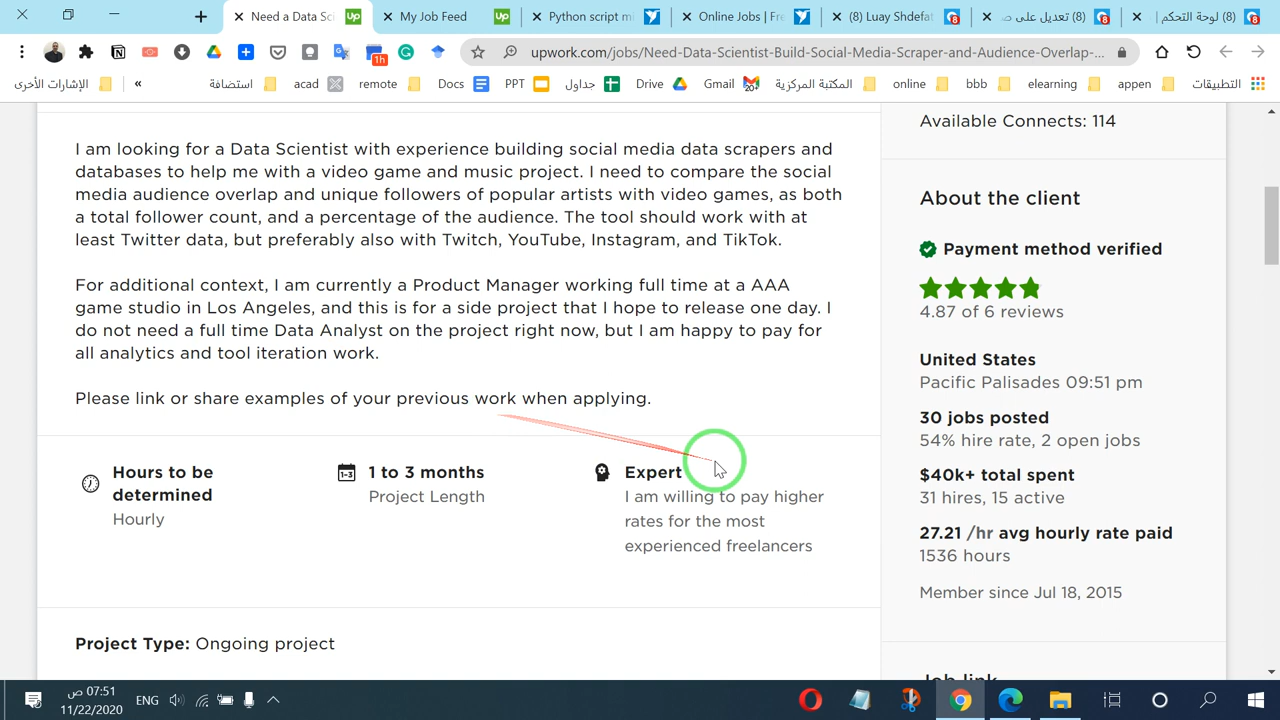 Need a Data Sci
My Job Feed
Python script mi
Online Jobs | Fre
(8) Luay Shdefat
(8) تعديل على ص
لوحة التحكم | (8)
upwork.com/jobs/Need-Data-Scientist-Build-Social-Media-Scraper-and-Audience-Overlap-...
1h
الإشارات الأخرى
«
استضافة
acad
remote
Docs
PPT
جداول
Drive
Gmail
20+
المكتبة المركزية
online
bbb
elearning
appen
التطبيقات
I am looking for a Data Scientist with experience building social media data scrapers and
databases to help me with a video game and music project. I need to compare the social
media audience overlap and unique followers of popular artists with video games, as both
a total follower count, and a percentage of the audience. The tool should work with at
least Twitter data, but preferably also with Twitch, YouTube, Instagram, and TikTok.
For additional context, I am currently a Product Manager working full time at a AAA
game studio in Los Angeles, and this is for a side project that I hope to release one day. I
do not need a full time Data Analyst on the project right now, but I am happy to pay for
all analytics and tool iteration work.
Please link or share examples of your previous work when applying.
Hours to be
determined
Hourly
1 to 3 months
Project Length
Expert
I am willing to pay higher
rates for the most
experienced freelancers
Project Type: Ongoing project
Available Connects: 114
About the client
Payment method verified
4.87 of 6 reviews
United States
Pacific Palisades 09:51 pm
30 jobs posted
54% hire rate, 2 open jobs
$40k+ total spent
31 hires, 15 active
27.21 /hr avg hourly rate paid
1536 hours
Member since Jul 18, 2015
Job link
07:51 ص
11/22/2020
ENG